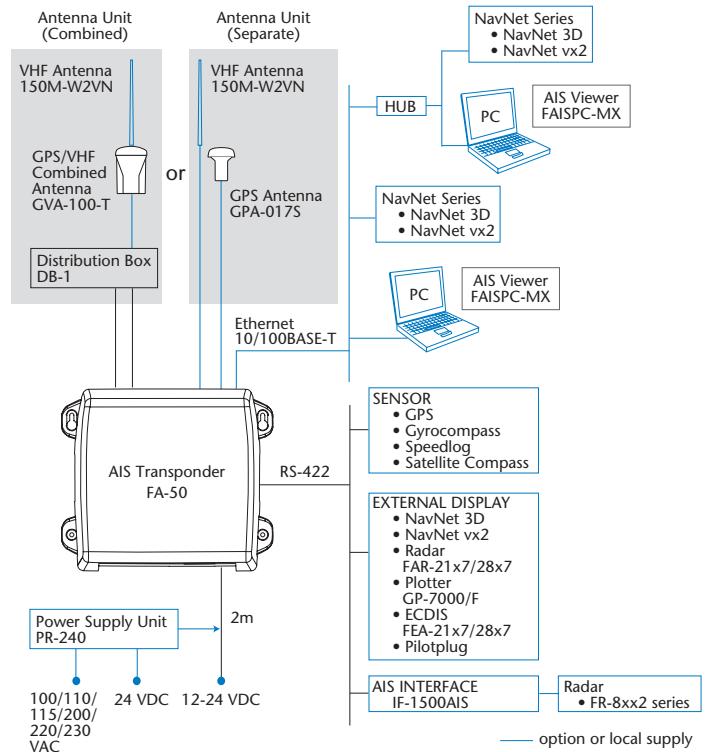 Antenna Unit
(Combined)
Antenna Unit
(Separate)
VHF Antenna
150M-W2VN
GPS/VHF
Combined
Antenna
GVA-100-T
Distribution Box
DB-1
or
VHF Antenna
150M-W2VN
GPS Antenna
GPA-017S
NavNet Series
• NavNet 3D
• NavNet vx2
HUB
PC
AIS Viewer
FAISPC-MX
NavNet Series
• NavNet 3D
• NavNet vx2
PC
AIS Viewer
FAISPC-MX
Ethernet
10/100BASE-T
AIS Transponder
FA-50
RS-422
SENSOR
• GPS
• Gyrocompass
• Speedlog
• Satellite Compass
EXTERNAL DISPLAY
• NavNet 3D
• NavNet vx2
• Radar
FAR-21x7/28x7
• Plotter
GP-7000/F
• ECDIS
FEA-21x7/28x7
• Pilotplug
AIS INTERFACE
IF-1500AIS
Radar
• FR-8xx2 series
Power Supply Unit
PR-240
2m
100/110/
115/200/
220/230
VAC
24 VDC
12-24 VDC
option or local supply